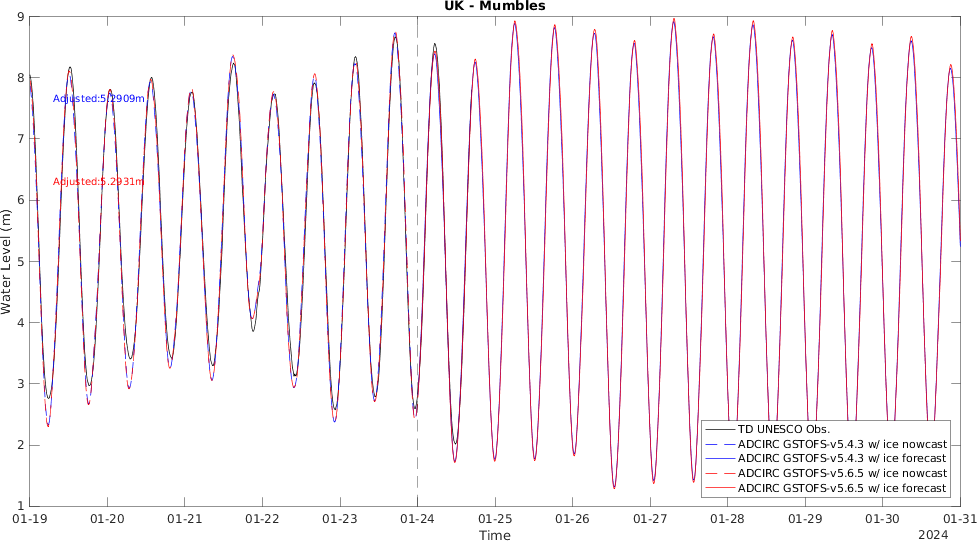 UK - Mumbles
9
8
7
6
5
4
3
2
1
Water Level (m)
Adjusted:5.2909m
Adjusted:5.2931m
TD UNESCO Obs.
ADCIRC GSTOFS-v5.4.3 w/ ice nowcast
ADCIRC GSTOFS-v5.4.3 w/ ice forecast
ADCIRC GSTOFS-v5.6.5 w/ ice nowcast
ADCIRC GSTOFS-v5.6.5 w/ ice forecast
01-19 01-20 01-21 01-22 01-23 01-24 01-25 01-26 01-27 01-28 01-29 01-30 01-31
Time
2024